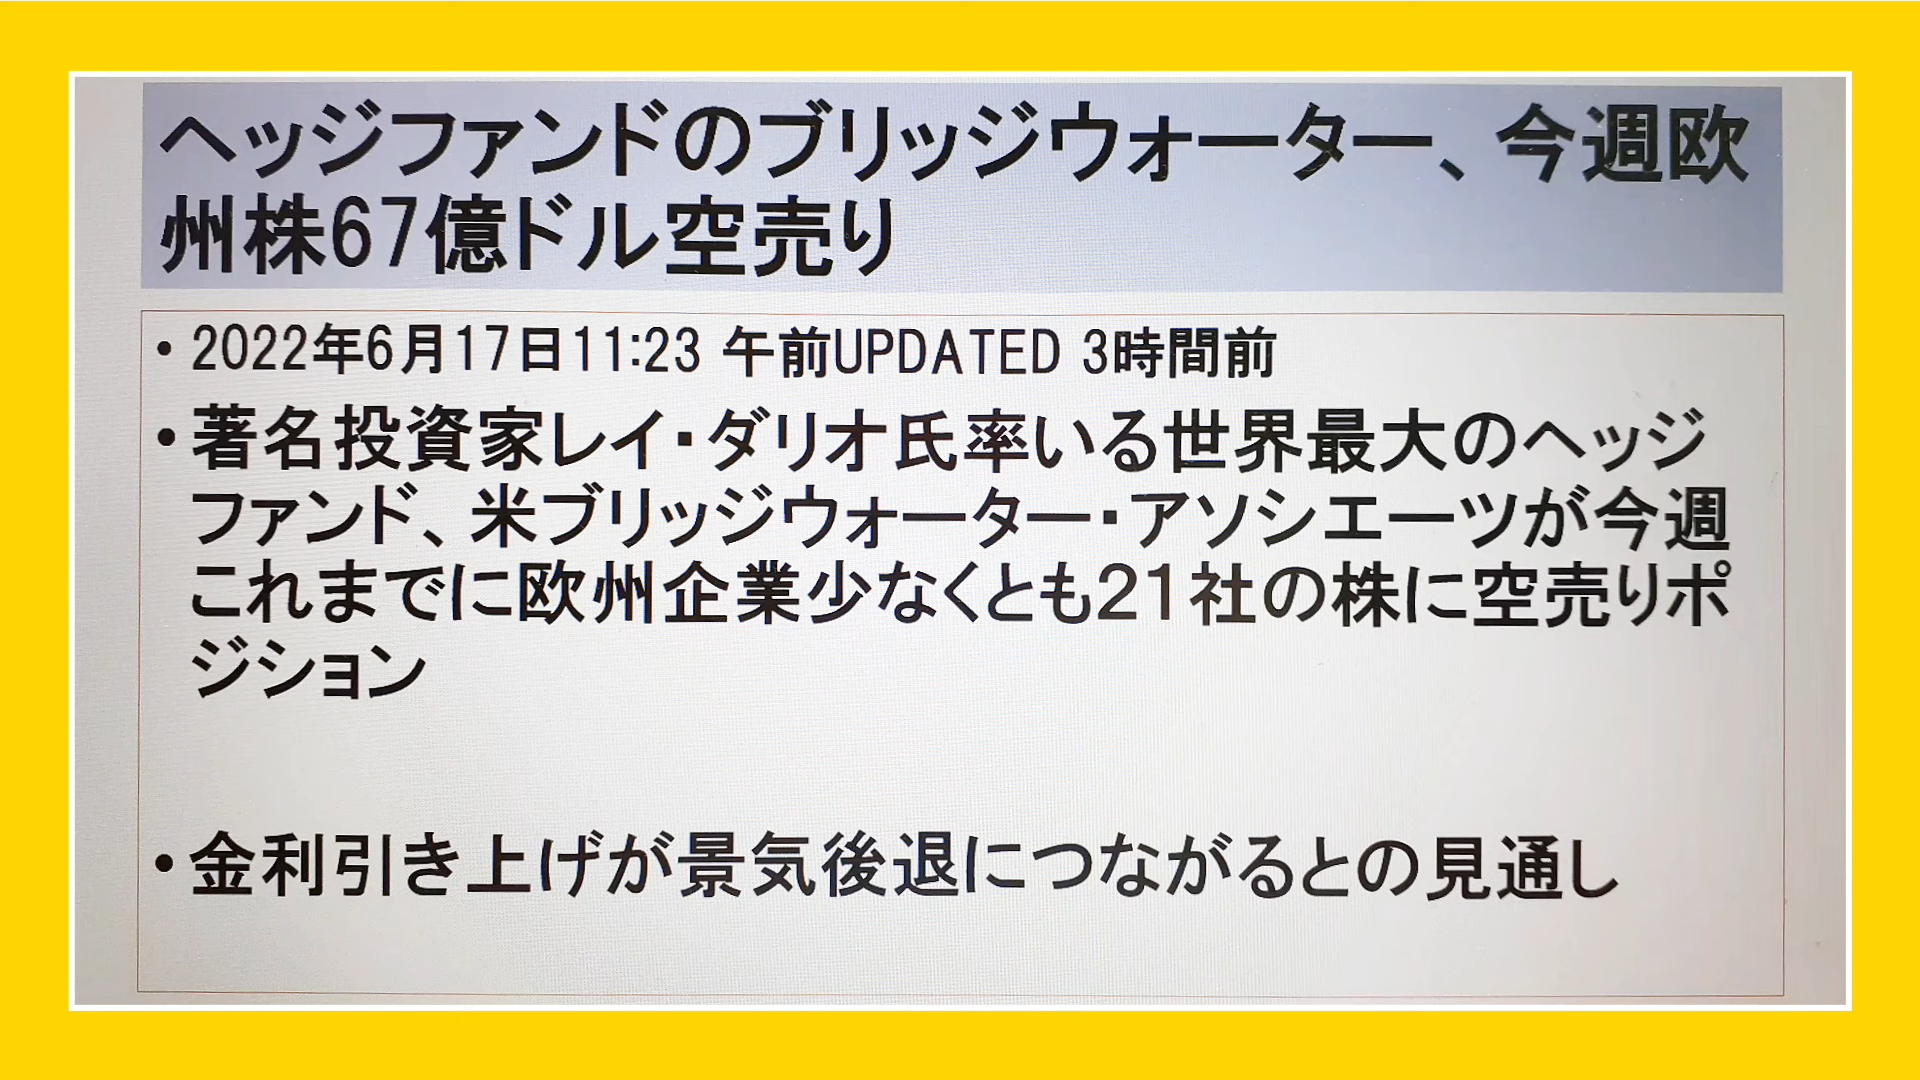 ヘッジファンドのブリッジウォーター、今週欧
州株67億ドル空売り
• 2022年6月17日11:23 午前UPDATED 3時間前
• 著名投資家レイ・ダリオ氏率いる世界最大のヘッジ
ファンド、米ブリッジウォーター・アソシエーツが今週
これまでに欧州企業少なくとも21社の株に空売りポ
ジション
• 金利引き上げが景気後退につながるとの見通し